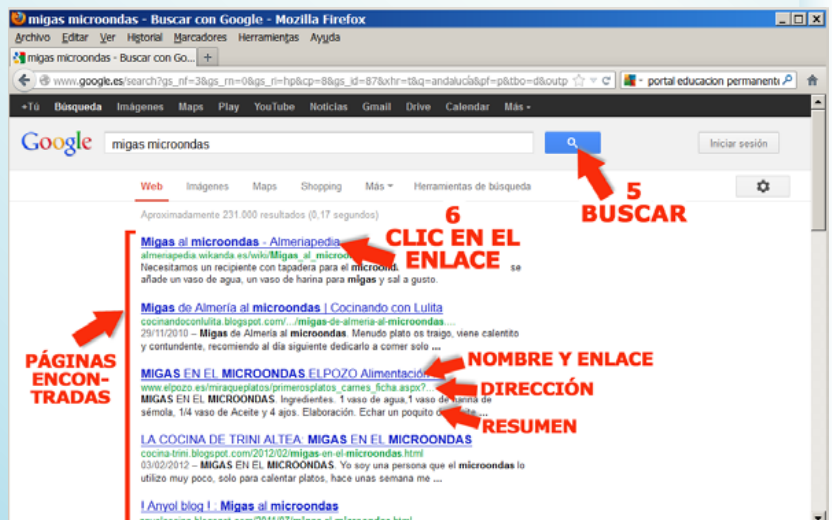 migas microondas - Buscar con Google - Mozilla Firefox
Archivo Editar Ver Historial Marcadores Herramientas Ayuda
migas microondas - Buscar con Go... +
www.google.es/search?gs_nf=3&gs_rn=0&gs_ri=hp&cp=8&gs_id=87&xhr=t&q=andalucía&pf=p&tbo=d&outp
portal educacion permanente
+Tú Búsqueda Imágenes Maps Play YouTube Noticias Gmail Drive Calendar Más
Google migas microondas Iniciar sesión
Web Imágenes Maps Shopping Más Herramientas de búsqueda
5
BUSCAR
Aproximadamente 231.000 resultados (0,17 segundos)
6
CLIC EN EL
ENLACE
Migas al microondas - Almeriapedia
almeriapedia.wikanda.es/wiki/Migas_al_microon
Necesitamos un recipiente con tapadera para el microond se
añade un vaso de agua, un vaso de harina para migas y sal a gusto.
Migas de Almería al microondas | Cocinando con Lulita
cocinandoconlulita.blogspot.com/.../migas-de-almeria-al-microondas....
29/11/2010 – Migas de Almería al microondas. Menudo plato os traigo, viene calentito
y contundente, recomiendo al día siguiente dedicarlo a comer solo ...
PÁGINAS
ENCON-
TRADAS
MIGAS EN EL MICROONDAS.ELPOZO Alimentación
www.elpozo.es/miraqueplatos/primerosplatos_carnes_ficha.aspx?...
MIGAS EN EL MICROONDAS. Ingredientes. 1 vaso de agua,1 vaso de harina de
sémola, 1/4 vaso de Aceite y 4 ajos. Elaboración. Echar un poquito de aceite ...
NOMBRE Y ENLACE
DIRECCIÓN
RESUMEN
LA COCINA DE TRINI ALTEA: MIGAS EN EL MICROONDAS
cocina-trini.blogspot.com/2012/02/migas-en-el-microondas.html
03/02/2012 – MIGAS EN EL MICROONDAS. Yo soy una persona que el microondas lo
utilizo muy poco, solo para calentar platos, hace unas semana me ....
! Anyol blog ! : Migas al microondas